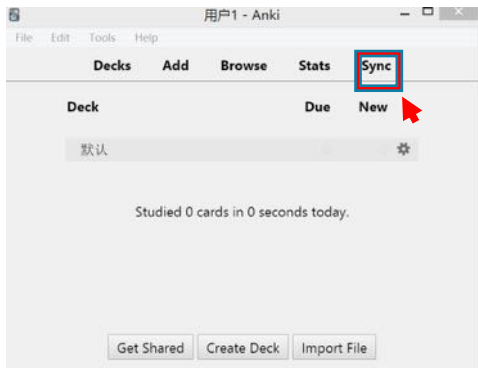 用户1 - Anki
File Edit Tools Help
Decks Add Browse Stats Sync
Deck Due New
默认
Studied 0 cards in 0 seconds today.
Get Shared Create Deck Import File